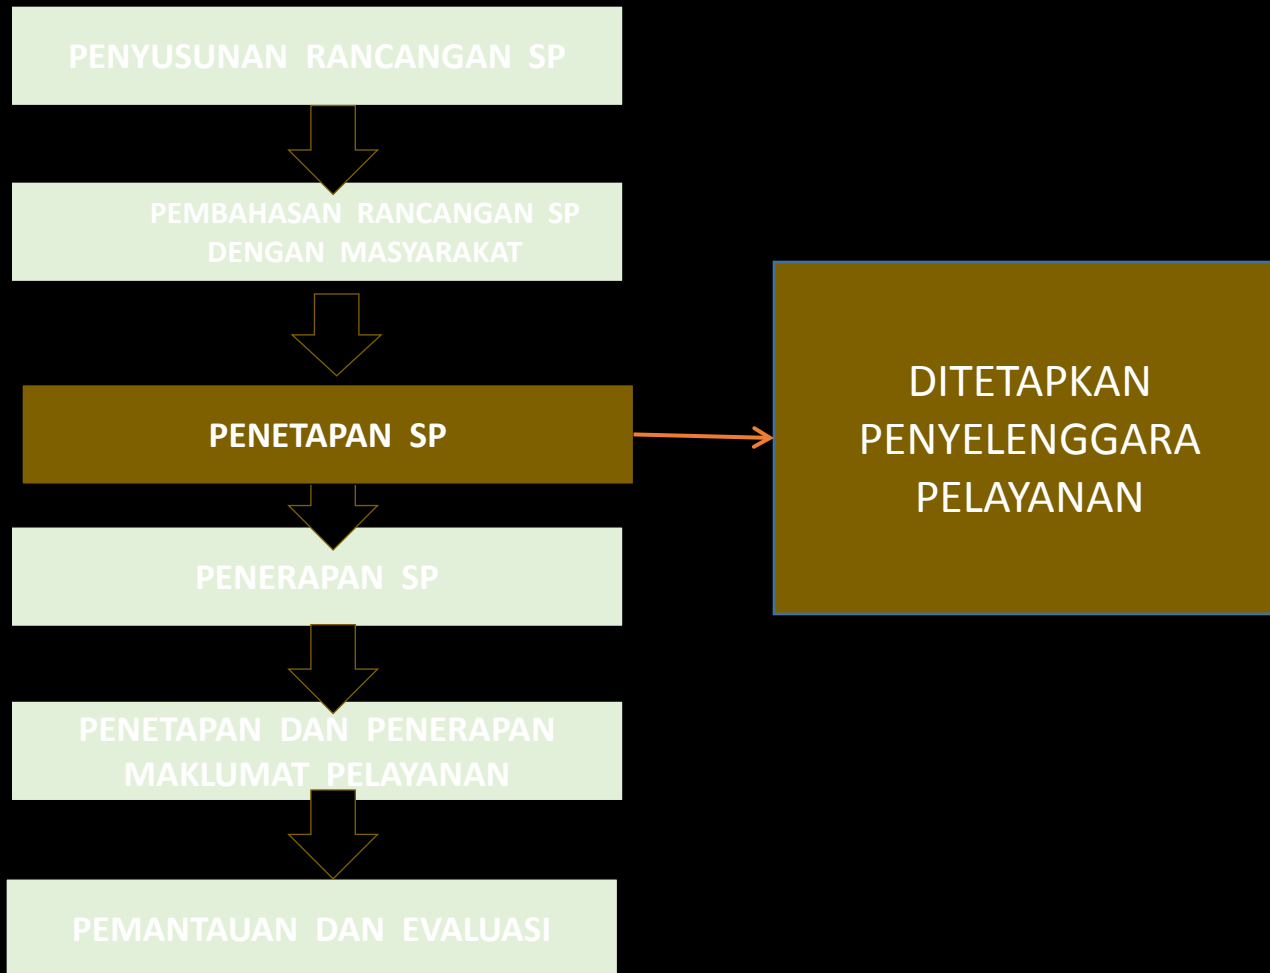 PENYUSUNAN RANCANGAN SP
PEMBAHASAN RANCANGAN SP
DENGAN MASYARAKAT
PENETAPAN SP
DITETAPKAN
PENYELENGGARA
PELAYANAN
PENERAPAN SP
PENETAPAN DAN PENERAPAN
MAKLUMAT PELAYANAN
PEMANTAUAN DAN EVALUASI